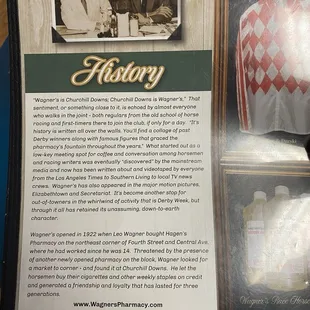 History
"Wagner's is Churchill Downs; Churchill Downs is Wagner's." That
sentiment, or something close to it, is echoed by almost everyone
who walks in the joint - both regulars from the old school of horse
racing and first-timers there to join the club, if only for a day. "It's
history is written all over the walls. You'll find a collage of past
Derby winners along with famous figures that graced the
pharmacy's fountain throughout the years." What started out as a
low-key meeting spot for coffee and conversation among horsemen
and racing writers was eventually "discovered" by the mainstream
media and now has been written about and videotaped by everyone
from the Los Angeles Times to Southern Living to local TV news
crews. Wagner's has also appeared in the major motion pictures,
Elizabethtown and Secretariat. It's become another stop for
out-of-towners in the whirlwind of activity that is Derby Week, but
through it all has retained its unassuming, down-to-earth
character.
Wagner's opened in 1922 when Leo Wagner bought Hagen's
Pharmacy on the northwest corner of Fourth Street and Central Ave.
where he had worked since he was 14. Threatened by the presence
of another newly opened pharmacy on the block, Wagner looked for
a market to corner - and found it at Churchill Downs. He let the
horsemen buy their cigarettes and other weekly staples on credit
and generated a friendship and loyalty that has lasted for three
generations.
www.WagnersPharmacy.com
Wagner's